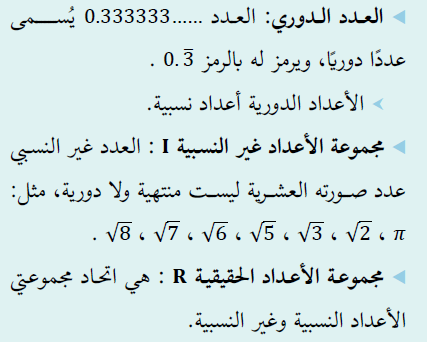 العدد الدوري: العدد ......0.333333 يُسـمى
عددًا دوريًا، ويرمز له بالرمز 0.3̅ .
الأعداد الدورية أعداد نسبية.
مجموعة الأعداد غير النسبية I : العدد غير النسبي
عدد صورته العشرية ليست منتهية ولا دورية، مثل:
π ، √2 ، √3 ، √5 ، √6 ، √7 ، √8 .
مجموعة الأعداد الحقيقية R : هي اتحاد مجموعتي
الأعداد النسبية وغير النسبية.